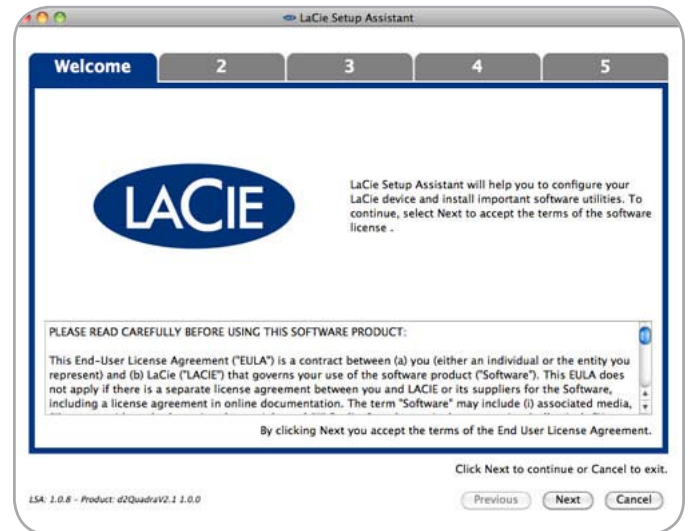 LaCie Setup Assistant
Welcome
2
3
4
5
LACIE
LaCie Setup Assistant will help you to configure your
LaCie device and install important software utilities. To
continue, select Next to accept the terms of the software
license .
PLEASE READ CAREFULLY BEFORE USING THIS SOFTWARE PRODUCT:
This End-User License Agreement ("EULA") is a contract between (a) you (either an individual or the entity you
represent) and (b) LaCie ("LACIE") that governs your use of the software product ("Software"). This EULA does
not apply if there is a separate license agreement between you and LACIE or its suppliers for the Software,
including a license agreement in online documentation. The term "Software" may include (i) associated media,
By clicking Next you accept the terms of the End User License Agreement.
Click Next to continue or Cancel to exit.
LSA: 1.0.8 - Product: d2QuadraV2.1 1.0.0
Previous
Next
Cancel